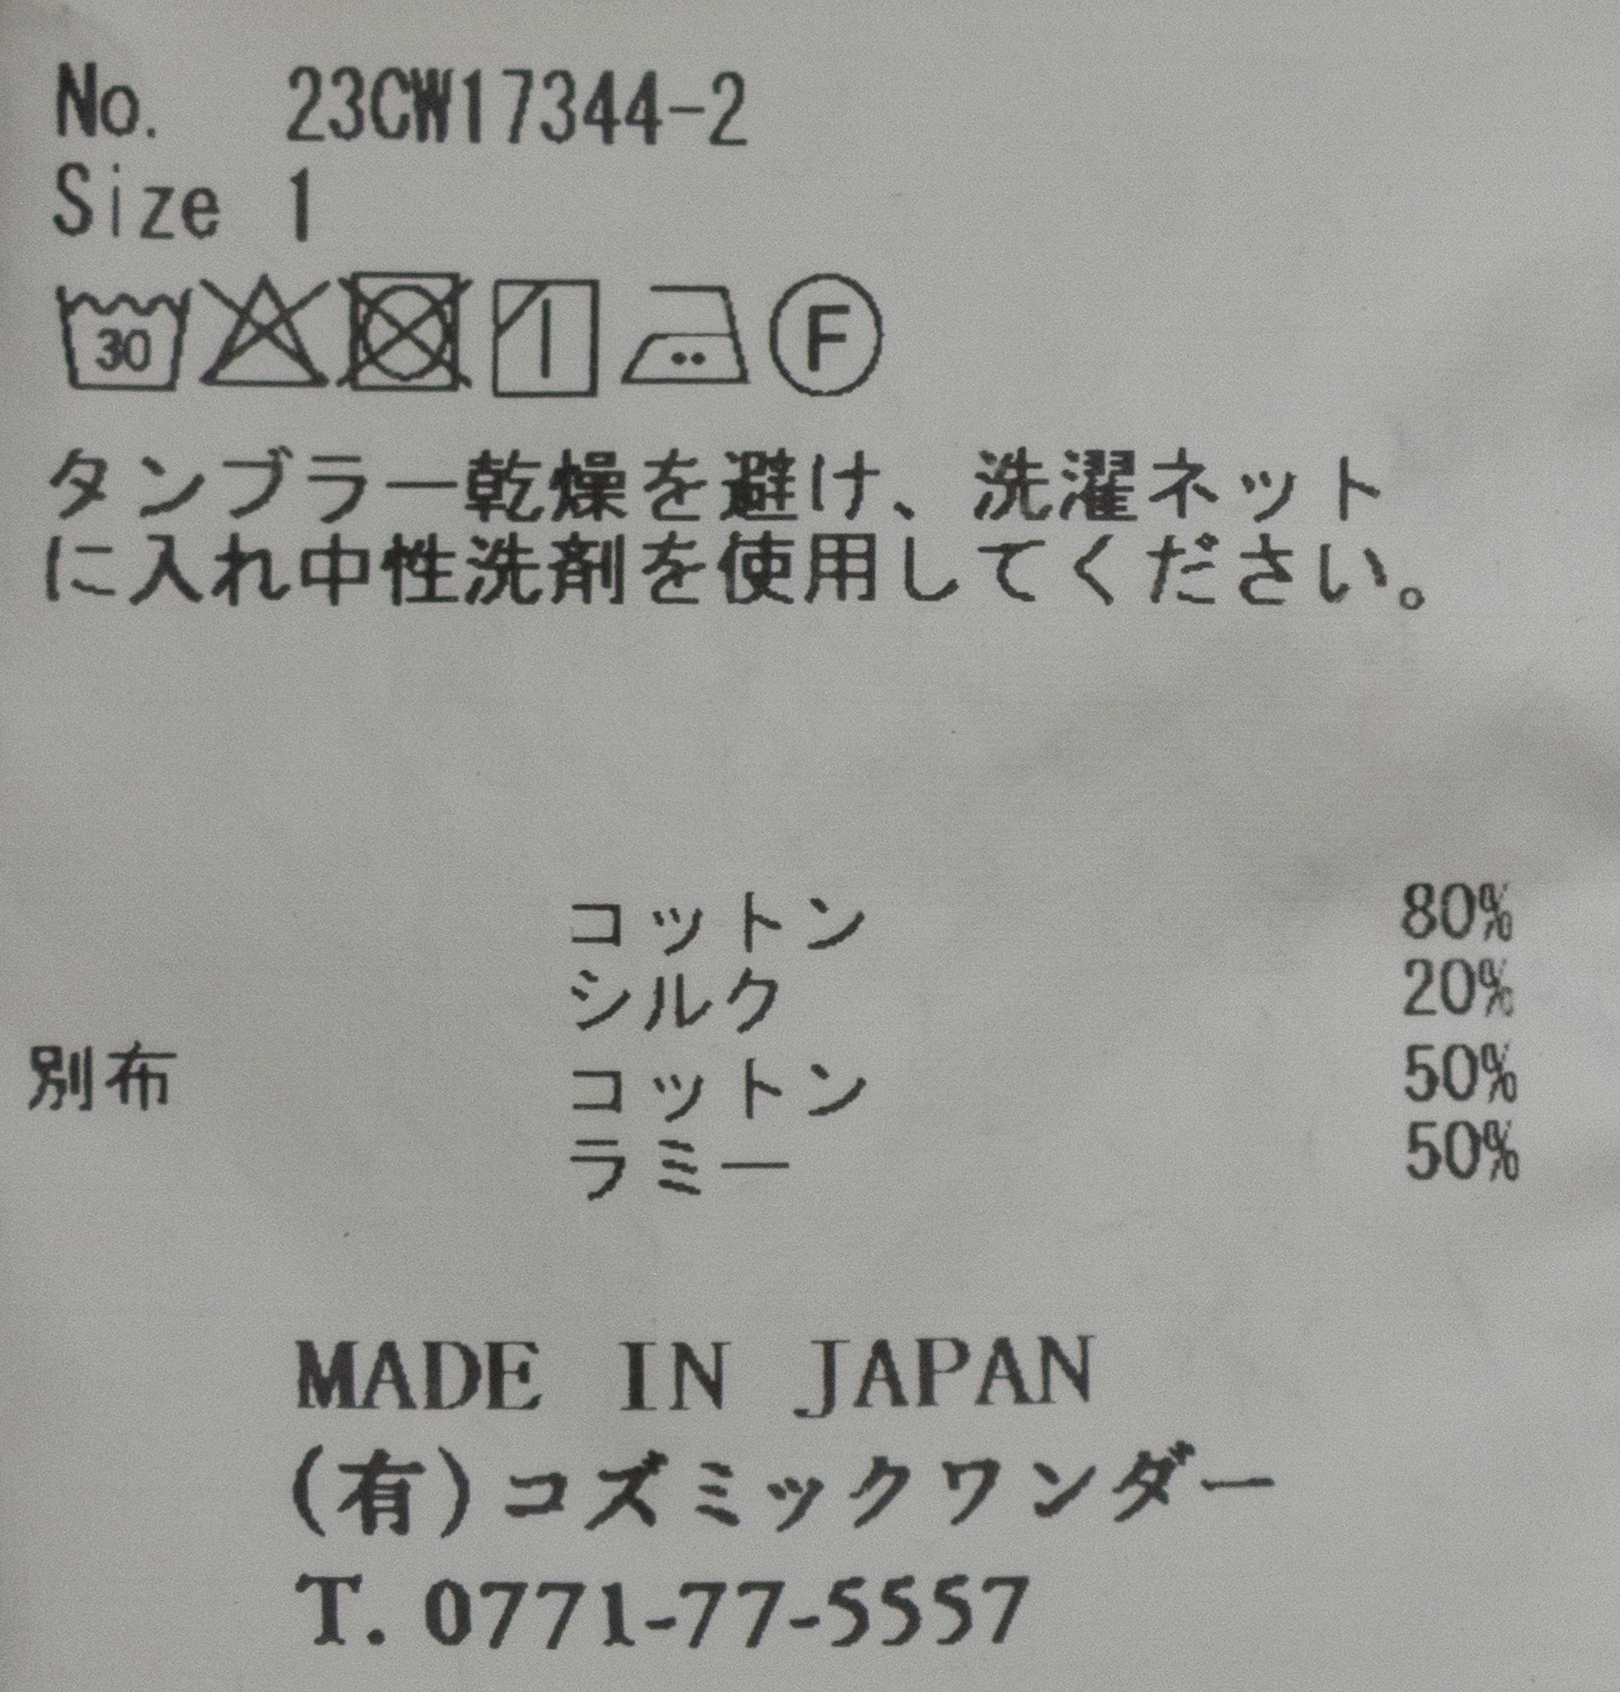 No. 23CW17344-2
Size 1
30 F
タンブラー乾燥を避け、洗濯ネット
に入れ中性洗剤を使用してください。
コットン 80%
シルク 20%
別布 コットン 50%
ラミー 50%
MADE IN JAPAN
(有)コズミックワンダー
T. 0771-77-5557